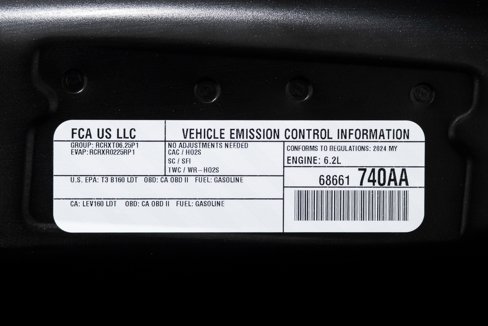 FCA US LLC
VEHICLE EMISSION CONTROL INFORMATION
GROUP: RCRXT06.25P1
EVAP: RCRXR0225RP1
NO ADJUSTMENTS NEEDED
CAC / HO2S
SC / SFI
TWC / WR-HO2S
CONFORMS TO REGULATIONS: 2024 MY
ENGINE: 6.2L
68661 740AA
U.S. EPA: T3 B160 LDT OBD: CA OBD II FUEL: GASOLINE
CA: LEV160 LDT OBD: CA OBD II FUEL: GASOLINE